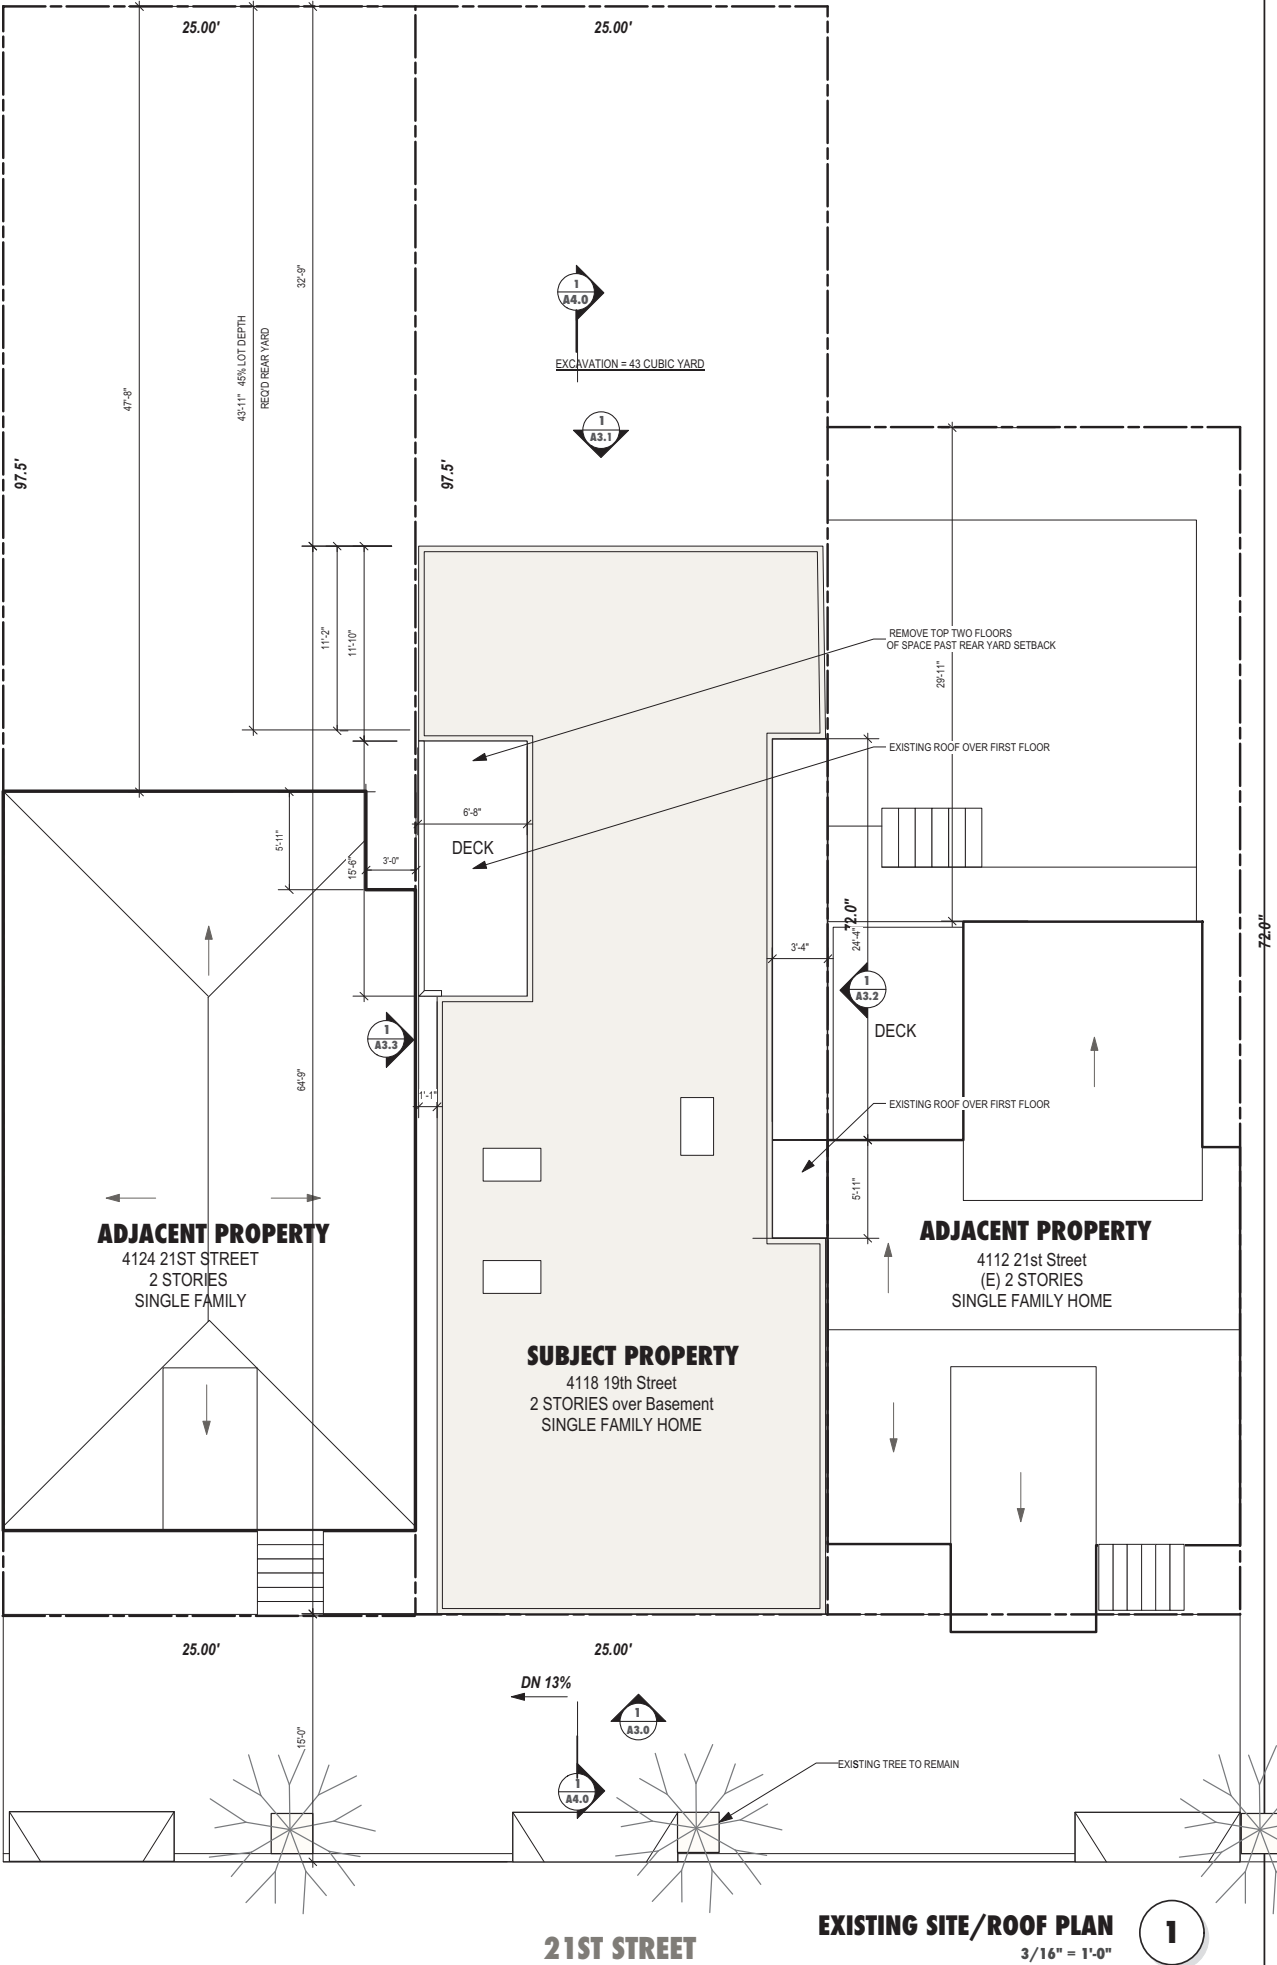 25.00'
25.00'
32'-9"
47'-8"
43'-11" 45% LOT DEPTH
REQ'D REAR YARD
1
A4.0
EXCAVATION = 43 CUBIC YARD
1
A3.1
97.5'
97.5'
11'-2"
11'-10"
REMOVE TOP TWO FLOORS
OF SPACE PAST REAR YARD SETBACK
29'-11"
EXISTING ROOF OVER FIRST FLOOR
6'-8"
DECK
5'-11"
15'-6"
3'-0"
72.0"
24'-4"
72.0"
3'-4"
1
A3.2
DECK
1
A3.3
64'-9"
1'-1"
EXISTING ROOF OVER FIRST FLOOR
5'-11"
ADJACENT PROPERTY
4124 21ST STREET
2 STORIES
SINGLE FAMILY
ADJACENT PROPERTY
4112 21st Street
(E) 2 STORIES
SINGLE FAMILY HOME
SUBJECT PROPERTY
4118 19th Street
2 STORIES over Basement
SINGLE FAMILY HOME
25.00'
25.00'
DN 13%
1
A3.0
15'-0"
EXISTING TREE TO REMAIN
1
A4.0
21ST STREET
EXISTING SITE/ROOF PLAN
3/16" = 1'-0"
1